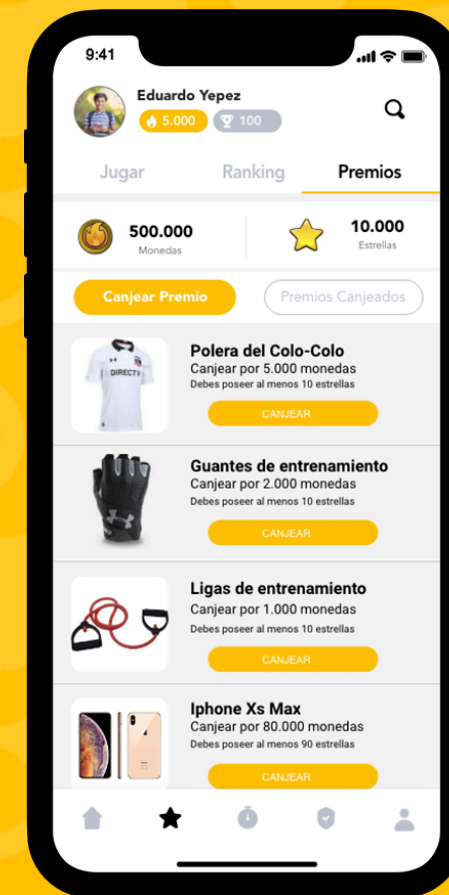 9:41
Eduardo Yepez
5.000 100
Jugar Ranking Premios
500.000
Monedas
10.000
Estrellas
Canjear Premio Premios Canjeados
DIRECTV
Polera del Colo-Colo
Canjear por 5.000 monedas
Debes poseer al menos 10 estrellas
CANJEAR
Guantes de entrenamiento
Canjear por 2.000 monedas
Debes poseer al menos 10 estrellas
CANJEAR
Ligas de entrenamiento
Canjear por 1.000 monedas
Debes poseer al menos 10 estrellas
CANJEAR
Iphone Xs Max
Canjear por 80.000 monedas
Debes poseer al menos 90 estrellas
CANJEAR